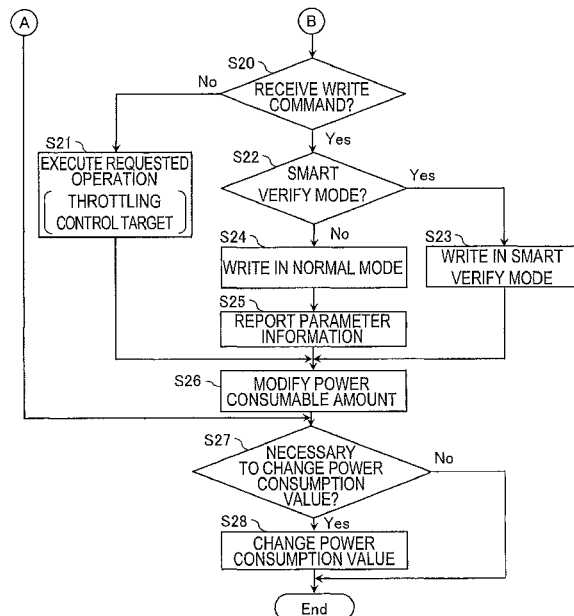 A
B
S20
No
RECEIVE WRITE
COMMAND?
Yes
S21
EXECUTE REQUESTED
OPERATION
THROTTLING
CONTROL TARGET
S22
SMART
VERIFY MODE?
Yes
No
S24
WRITE IN NORMAL MODE
S23
WRITE IN SMART
VERIFY MODE
S25
REPORT PARAMETER
INFORMATION
S26
MODIFY POWER
CONSUMABLE AMOUNT
S27
NECESSARY
TO CHANGE POWER
CONSUMPTION
VALUE?
No
Yes
S28
CHANGE POWER
CONSUMPTION VALUE
End